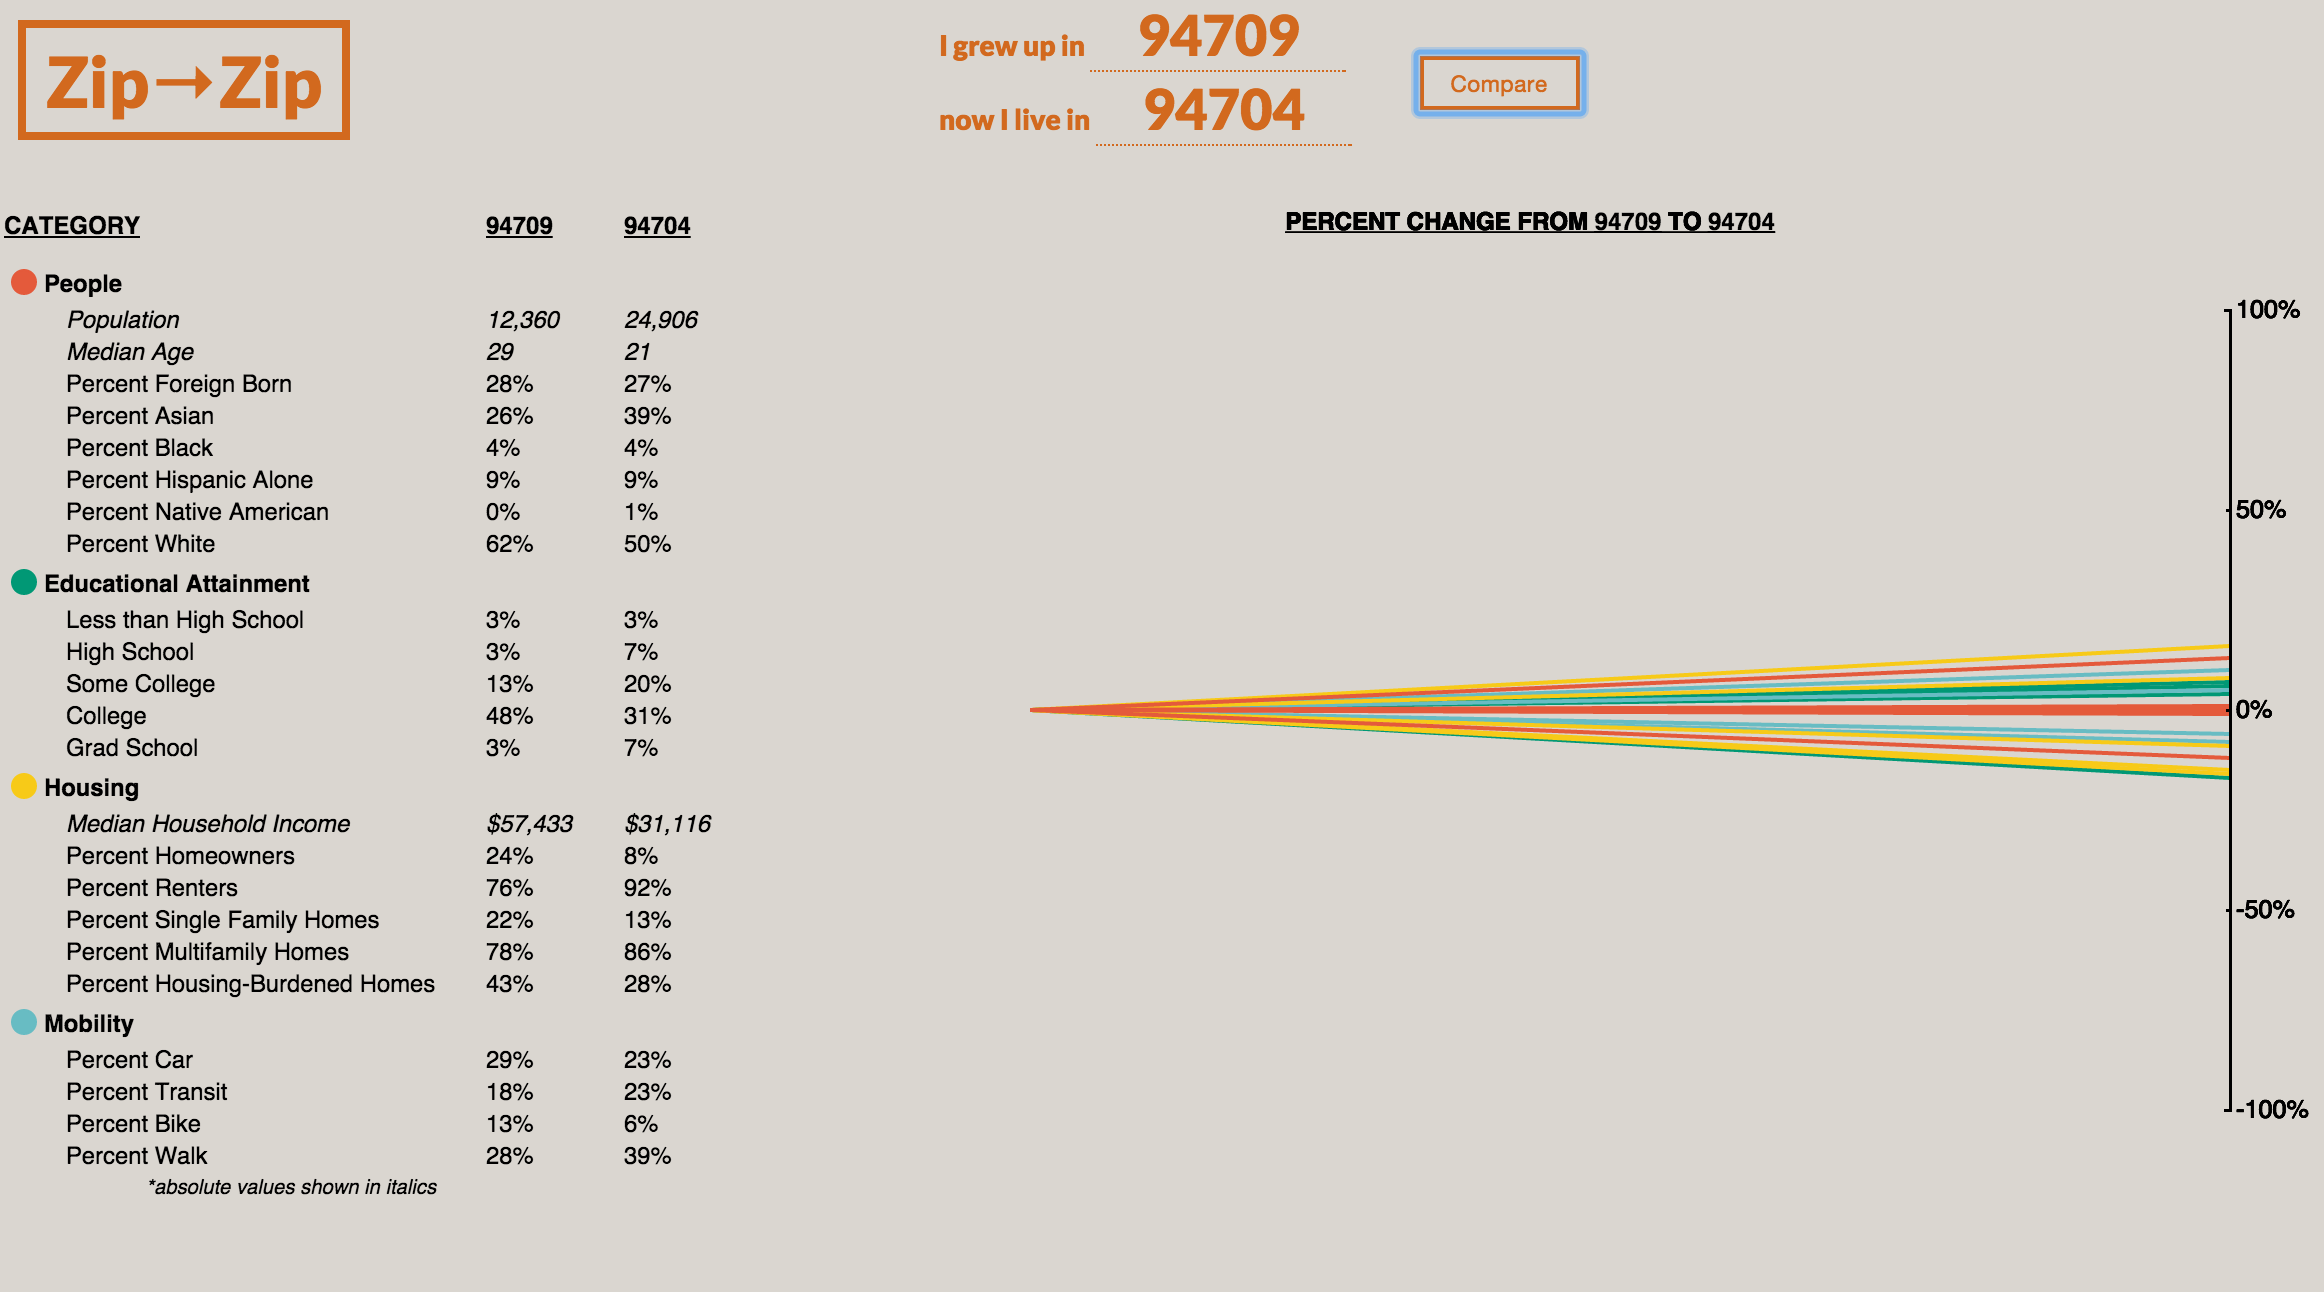 Zip→Zip
I grew up in 94709
now I live in 94704
Compare
CATEGORY 94709 94704
People
Population 12,360 24,906
Median Age 29 21
Percent Foreign Born 28% 27%
Percent Asian 26% 39%
Percent Black 4% 4%
Percent Hispanic Alone 9% 9%
Percent Native American 0% 1%
Percent White 62% 50%
Educational Attainment
Less than High School 3% 3%
High School 3% 7%
Some College 13% 20%
College 48% 31%
Grad School 3% 7%
Housing
Median Household Income $57,433 $31,116
Percent Homeowners 24% 8%
Percent Renters 76% 92%
Percent Single Family Homes 22% 13%
Percent Multifamily Homes 78% 86%
Percent Housing-Burdened Homes 43% 28%
Mobility
Percent Car 29% 23%
Percent Transit 18% 23%
Percent Bike 13% 6%
Percent Walk 28% 39%
*absolute values shown in italics
PERCENT CHANGE FROM 94709 TO 94704
100%
50%
0%
-50%
-100%